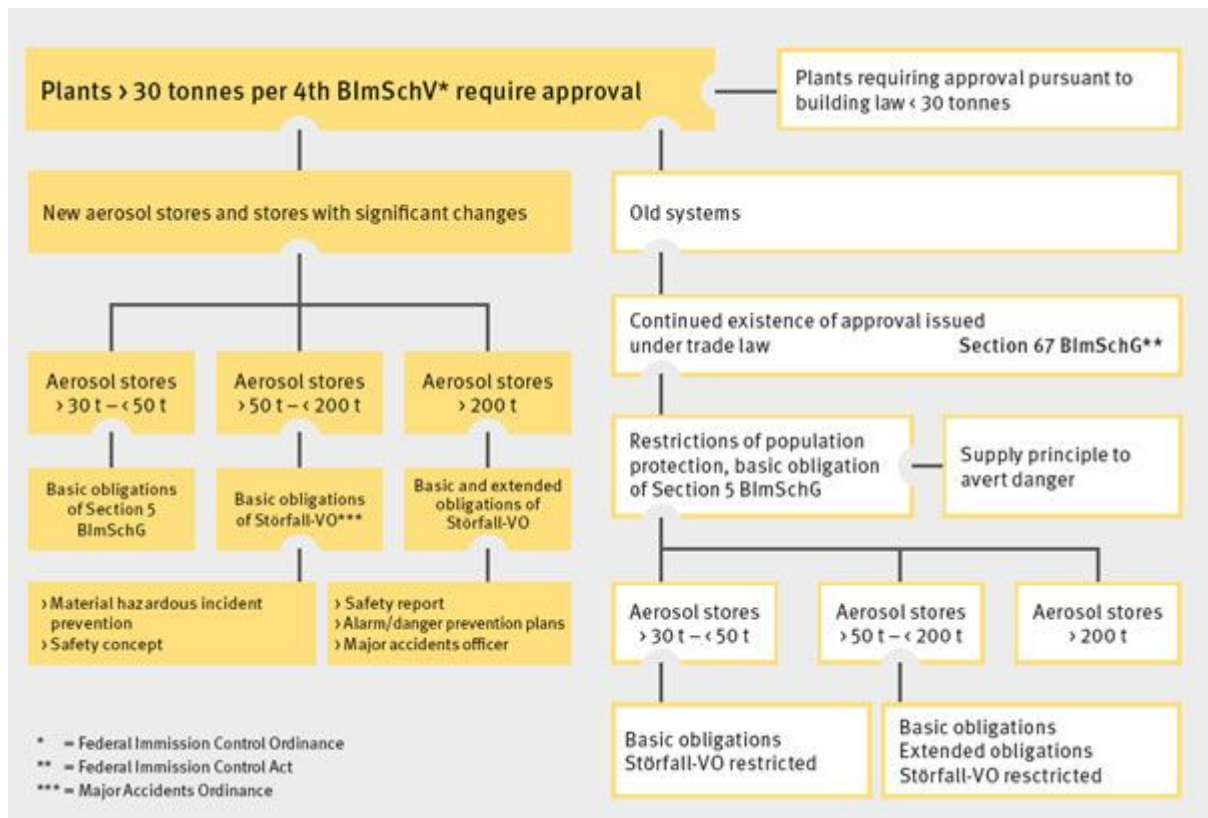 Plants > 30 tonnes per 4th BImSchV* require approval
Plants requiring approval pursuant to
building law < 30 tonnes
New aerosol stores and stores with significant changes
Old systems
Continued existence of approval issued
under trade law Section 67 BImSchG**
Aerosol stores
> 30 t – < 50 t
Aerosol stores
> 50 t – < 200 t
Aerosol stores
> 200 t
Restrictions of population
protection, basic obligation
of Section 5 BImSchG
Supply principle to
avert danger
Basic obligations
of Section 5
BImSchG
Basic obligations
of Störfall-VO***
Basic and extended
obligations of
Störfall-VO
> Material hazardous incident
prevention
> Safety concept
> Safety report
> Alarm/danger prevention plans
> Major accidents officer
Aerosol stores
> 30 t – < 50 t
Aerosol stores
> 50 t – < 200 t
Aerosol stores
> 200 t
Basic obligations
Störfall-VO restricted
Basic obligations
Extended obligations
Störfall-VO resctricted
* = Federal Immission Control Ordinance
** = Federal Immission Control Act
*** = Major Accidents Ordinance